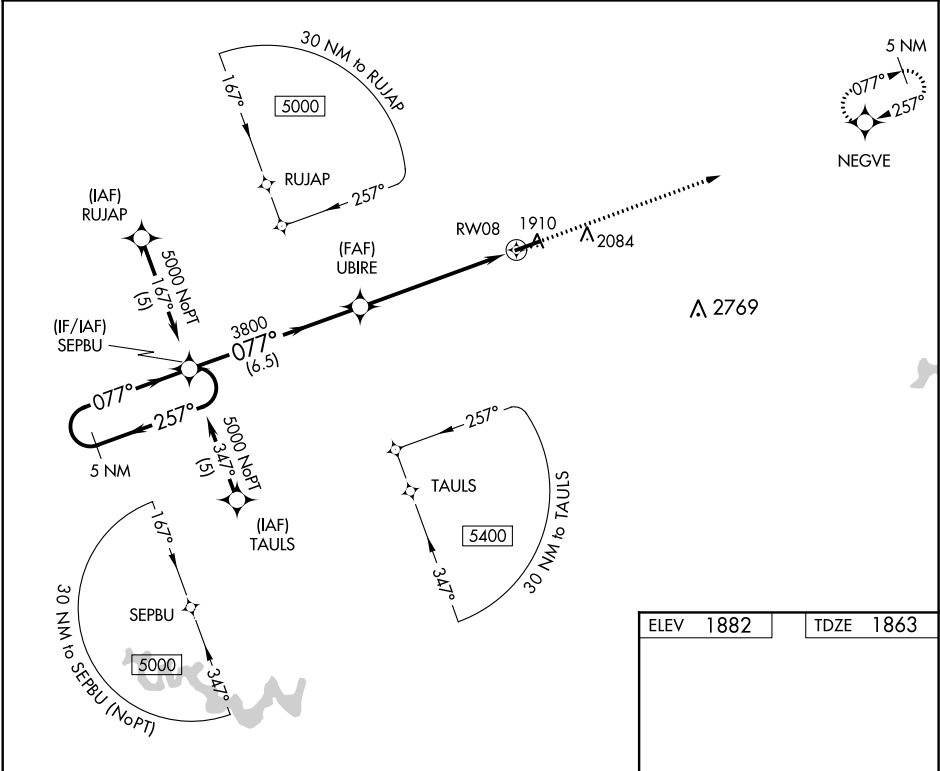 30 NM to RUJAP
167°
5000
RUJAP
257°
5 NM
077°
257°
NEGVE
(IAF)
RUJAP
5000 NoPT
167°
(5)
(FAF)
UBIRE
RW08
1910
2084
2769
(IF/IAF)
SEPBU
3800
077°
(6.5)
077°
257°
5 NM
5000 NoPT
347°
(5)
(IAF)
TAULS
257°
TAULS
5400
347°
30 NM to TAULS
167°
SEPBU
5000
347°
30 NM to SEPBU (NoPT)
ELEV 1882
TDZE 1863